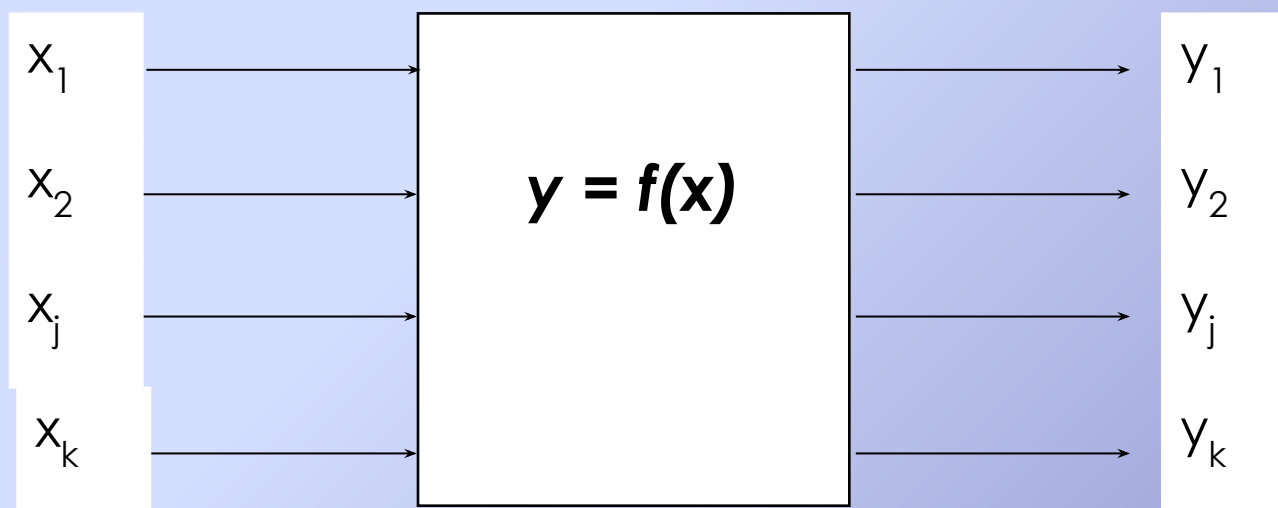 x₁
x₂
xⱼ
xₖ
y = f(x)
y₁
y₂
yⱼ
yₖ